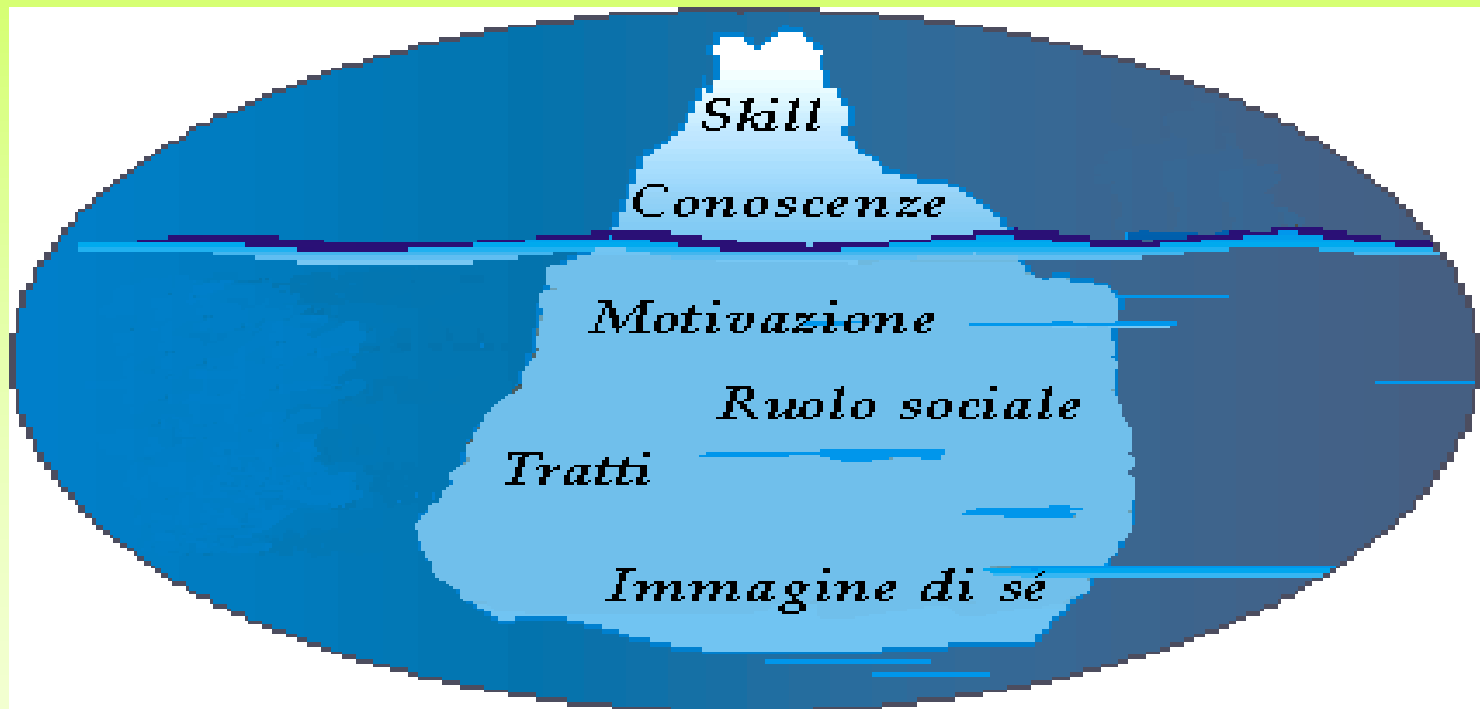 Skill
Conoscenze
Motivazione
Ruolo sociale
Tratti
Immagine di sé